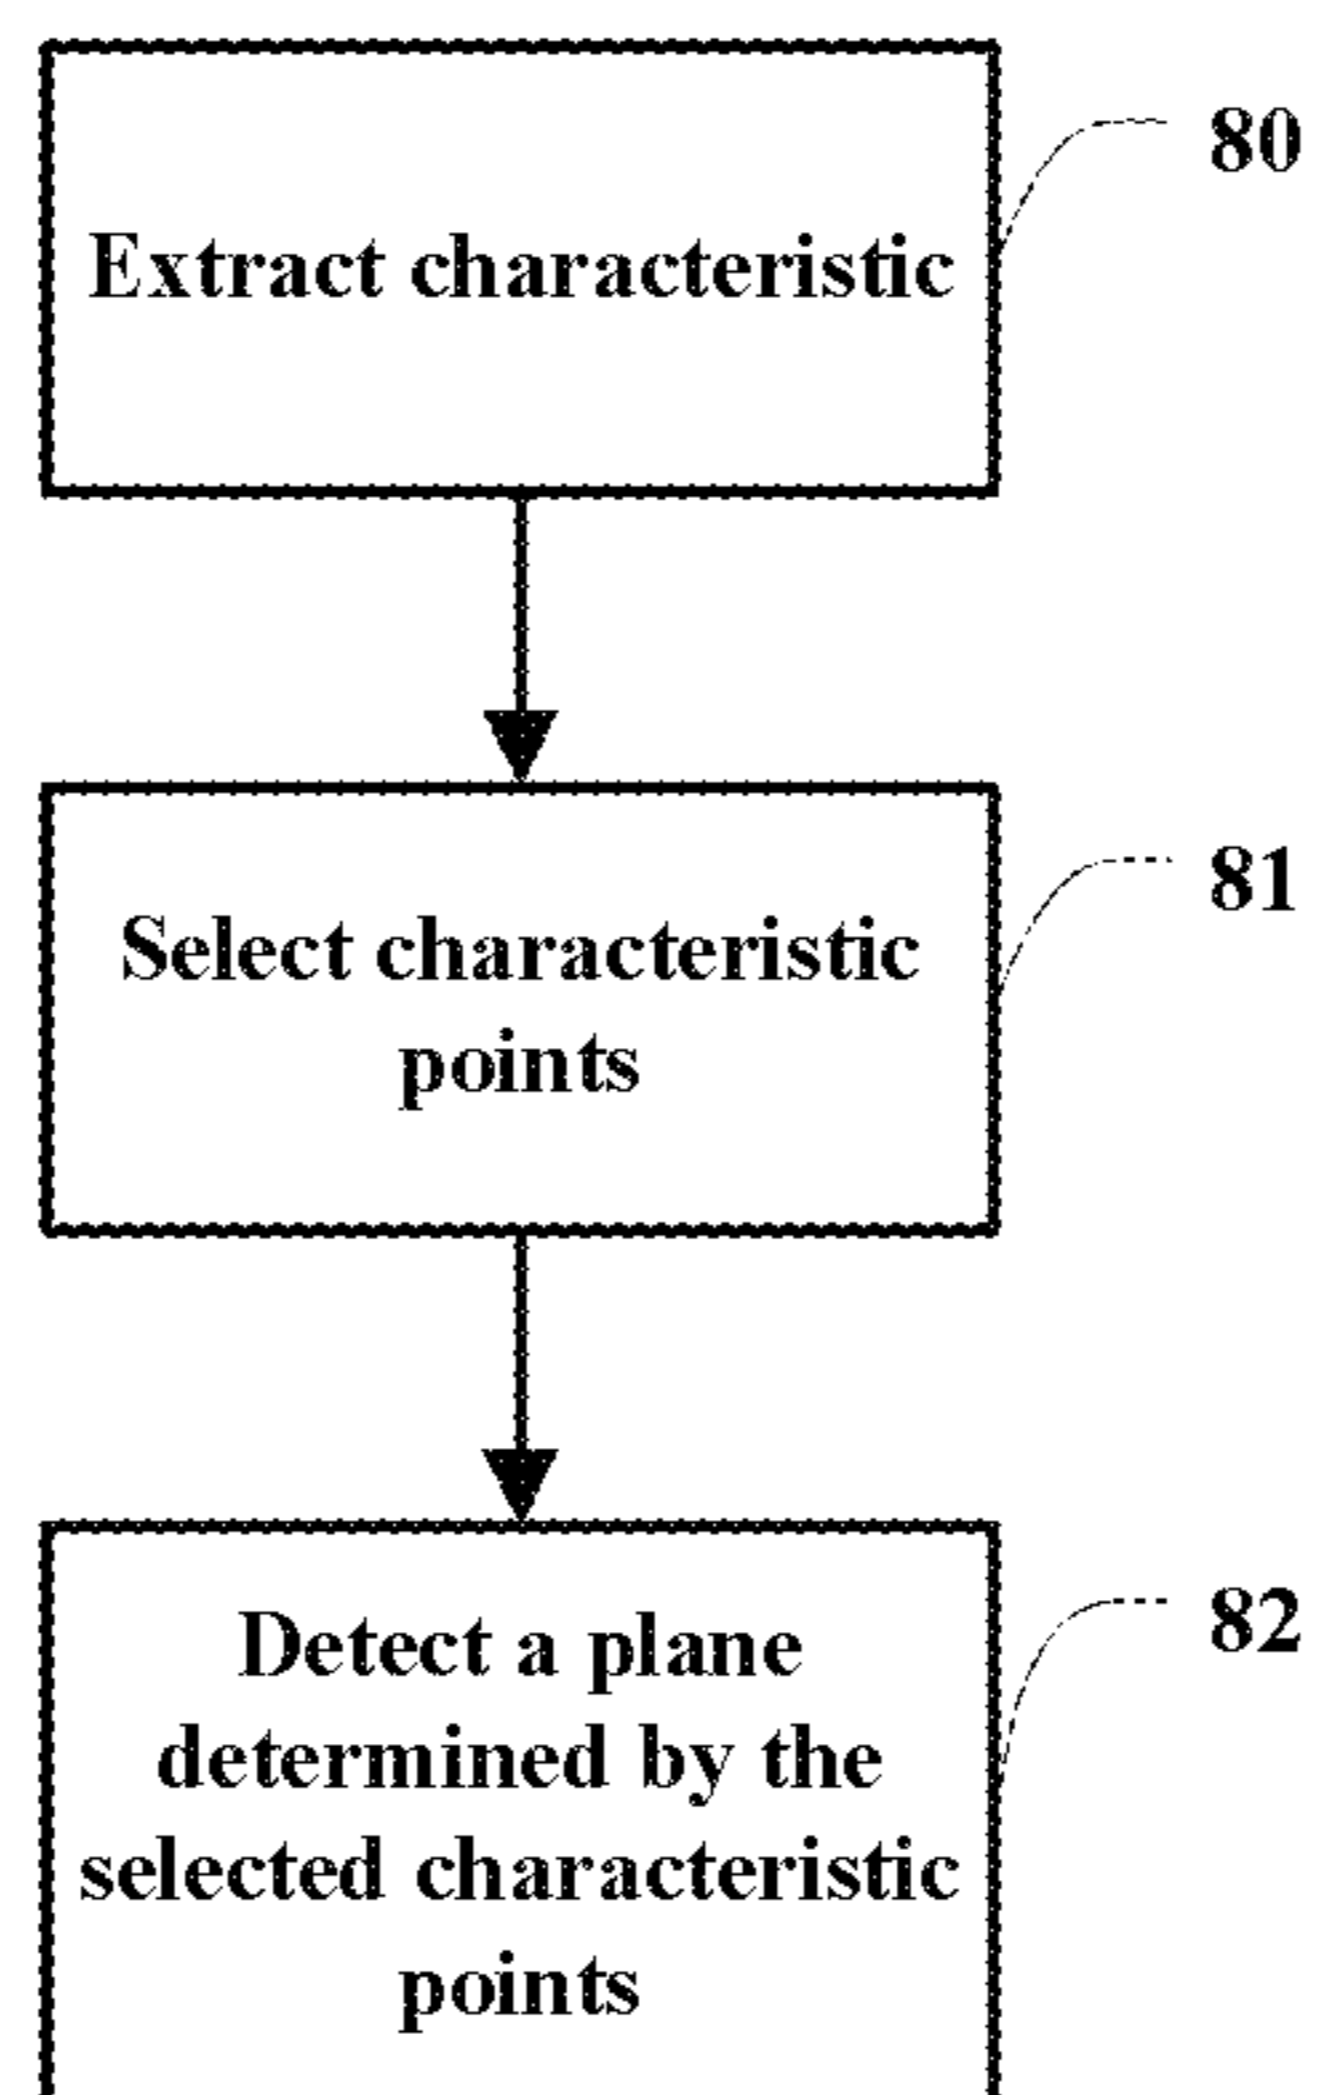 80
Extract characteristic
81
Select characteristic
points
82
Detect a plane
determined by the
selected characteristic
points